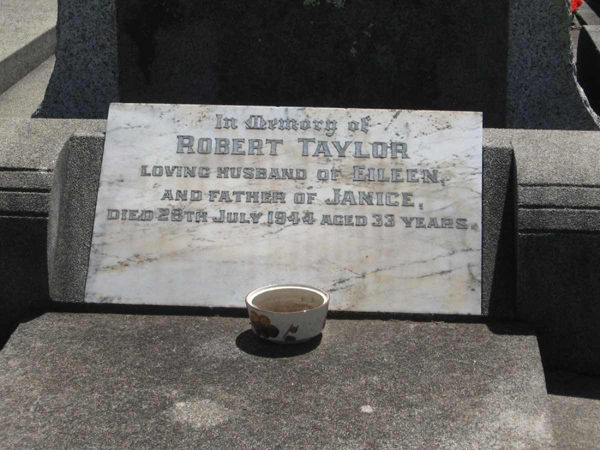 In Memory of
ROBERT TAYLOR
LOVING HUSBAND OF EILEEN,
AND FATHER OF JANICE,
DIED 28TH JULY, 1944 AGED 33 YEARS.